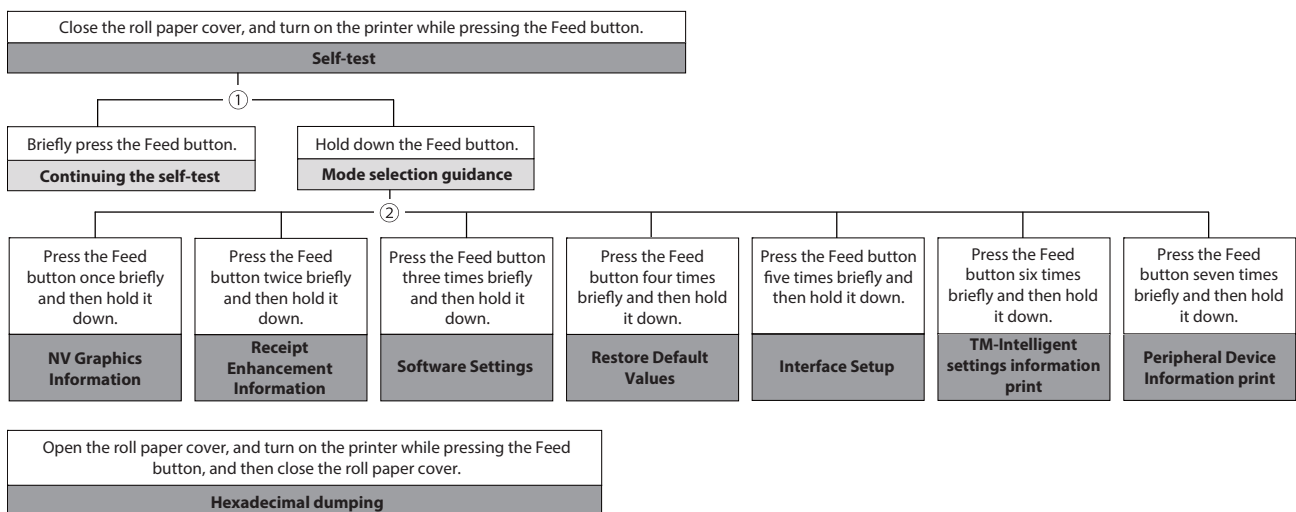 Close the roll paper cover, and turn on the printer while pressing the Feed button.
Self-test
①
Briefly press the Feed button.
Continuing the self-test
Hold down the Feed button.
Mode selection guidance
②
Press the Feed
button once briefly
and then hold it
down.
NV Graphics
Information
Press the Feed
button twice briefly
and then hold it
down.
Receipt
Enhancement
Information
Press the Feed button
three times briefly
and then hold it
down.
Software Settings
Press the Feed
button four times
briefly and then hold
it down.
Restore Default
Values
Press the Feed button
five times briefly and
then hold it down.
Interface Setup
Press the Feed
button six times
briefly and then hold
it down.
TM-Intelligent
settings information
print
Press the Feed
button seven times
briefly and then hold
it down.
Peripheral Device
Information print
Open the roll paper cover, and turn on the printer while pressing the Feed
button, and then close the roll paper cover.
Hexadecimal dumping